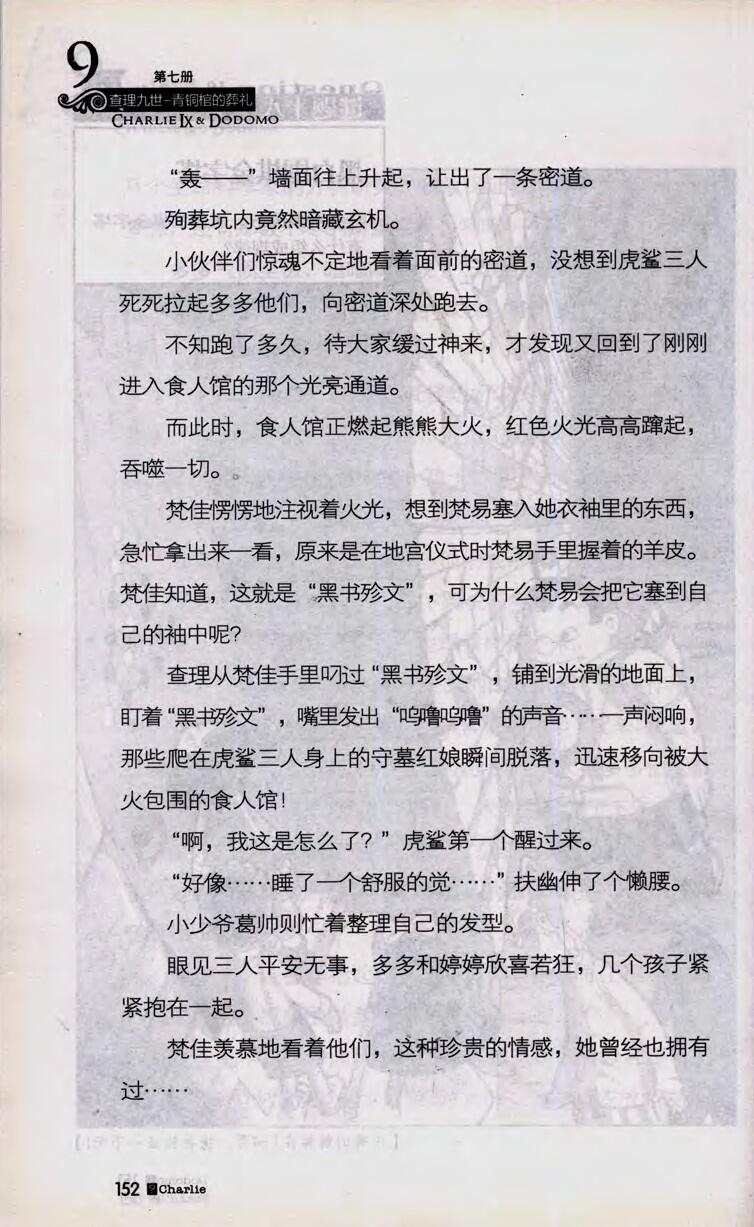 9
第七册
查理九世-青铜棺的葬礼
CHARLIE IX & DODOMO
“轰——”墙面往上升起，让出了一条密道。
殉葬坑内竟然暗藏玄机。
小伙伴们惊魂不定地看着面前的密道，没想到虎鲨三人
死死拉起多多他们，向密道深处跑去。
不知跑了多久，待大家缓过神来，才发现又回到了刚刚
进入食人馆的那个光亮通道。
而此时，食人馆正燃起熊熊大火，红色火光高高蹿起，
吞噬一切。
梵佳愣愣地注视着火光，想到梵易塞入她衣袖里的东西，
急忙拿出来一看，原来是在地宫仪式时梵易手里握着的羊皮。
梵佳知道，这就是“黑书殄文”，可为什么梵易会把它塞到自
己的袖中呢？
查理从梵佳手里叼过“黑书殄文”，铺到光滑的地面上，
盯着“黑书殄文”，嘴里发出“呜噜呜噜”的声音……一声闷响，
那些爬在虎鲨三人身上的守墓红娘瞬间脱落，迅速移向被大
火包围的食人馆！
“啊，我这是怎么了？”虎鲨第一个醒过来。
“好像……睡了一个舒服的觉……”扶幽伸了个懒腰。
小少爷葛帅则忙着整理自己的发型。
眼见三人平安无事，多多和婷婷欣喜若狂，几个孩子紧
紧抱在一起。
梵佳羡慕地看着他们，这种珍贵的情感，她曾经也拥有
过……
152 Charlie